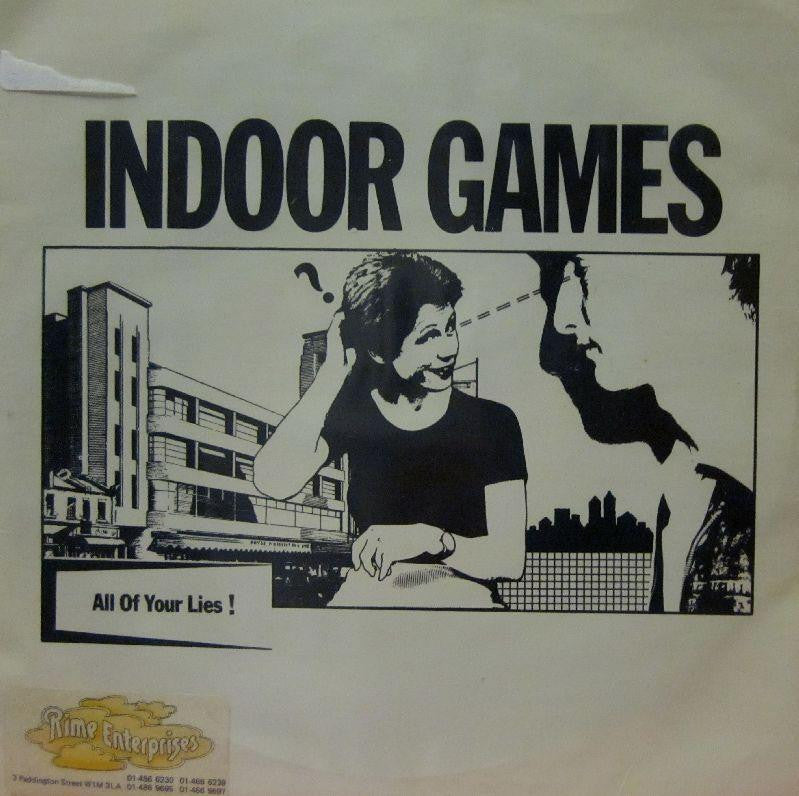 INDOOR GAMES
?
All Of Your Lies !
Rime Enterprises
3 Paddington Street W1M 3LA
01-486 6230 01-486 6239
01-486 9695 01-486 9697